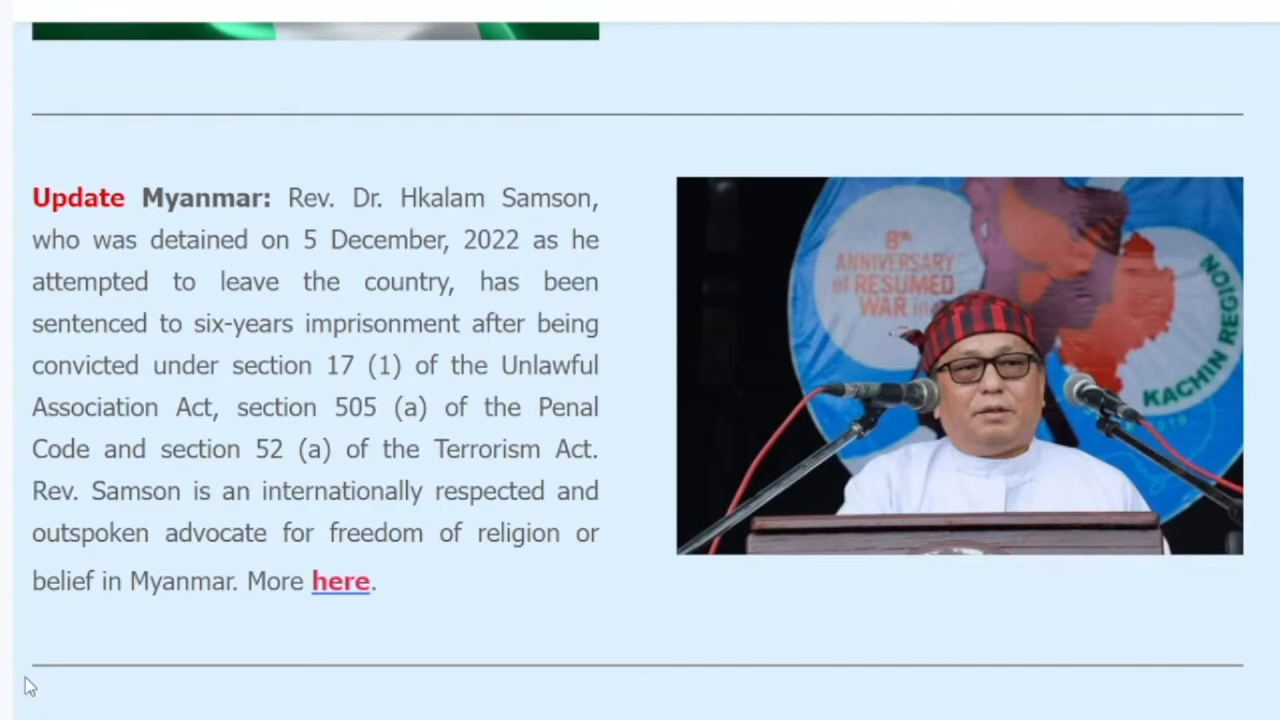 Update Myanmar: Rev. Dr. Hkalam Samson,
who was detained on 5 December, 2022 as he
attempted to leave the country, has been
sentenced to six-years imprisonment after being
convicted under section 17 (1) of the Unlawful
Association Act, section 505 (a) of the Penal
Code and section 52 (a) of the Terrorism Act.
Rev. Samson is an internationally respected and
outspoken advocate for freedom of religion or
belief in Myanmar. More here.
8th
ANNIVERSARY
of RESUMED
WAR in
KACHIN REGION